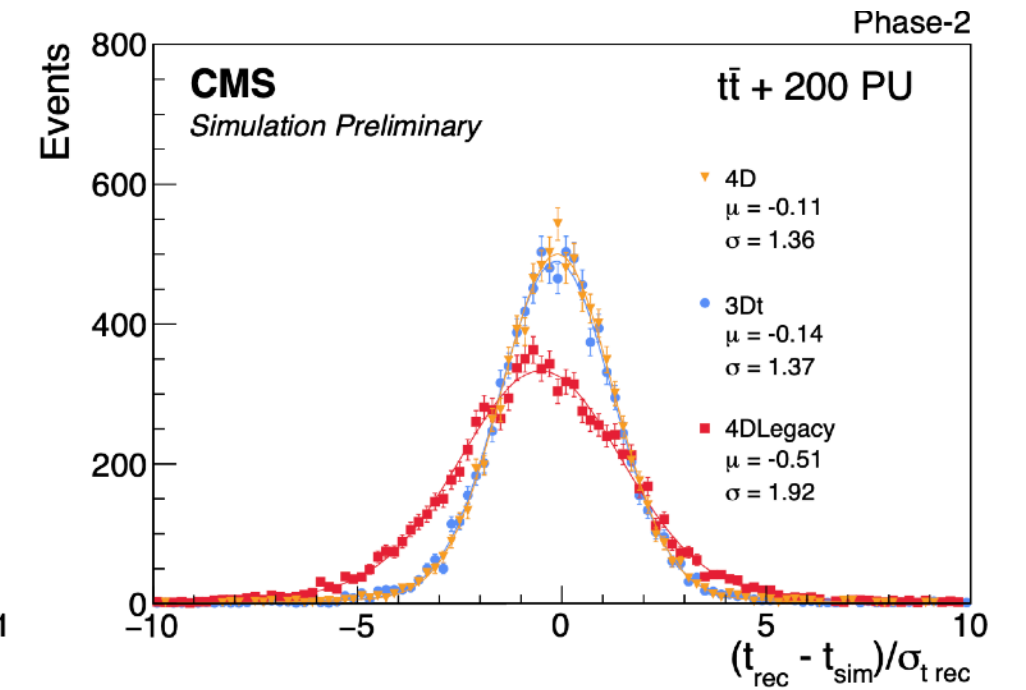 Phase-2
Events
800
600
400
200
0
CMS
Simulation Preliminary
tt̄ + 200 PU
4D
μ = -0.11
σ = 1.36
3Dt
μ = -0.14
σ = 1.37
4DLegacy
μ = -0.51
σ = 1.92
1
−10
−5
0
5
10
(t_rec - t_sim)/σ_t rec